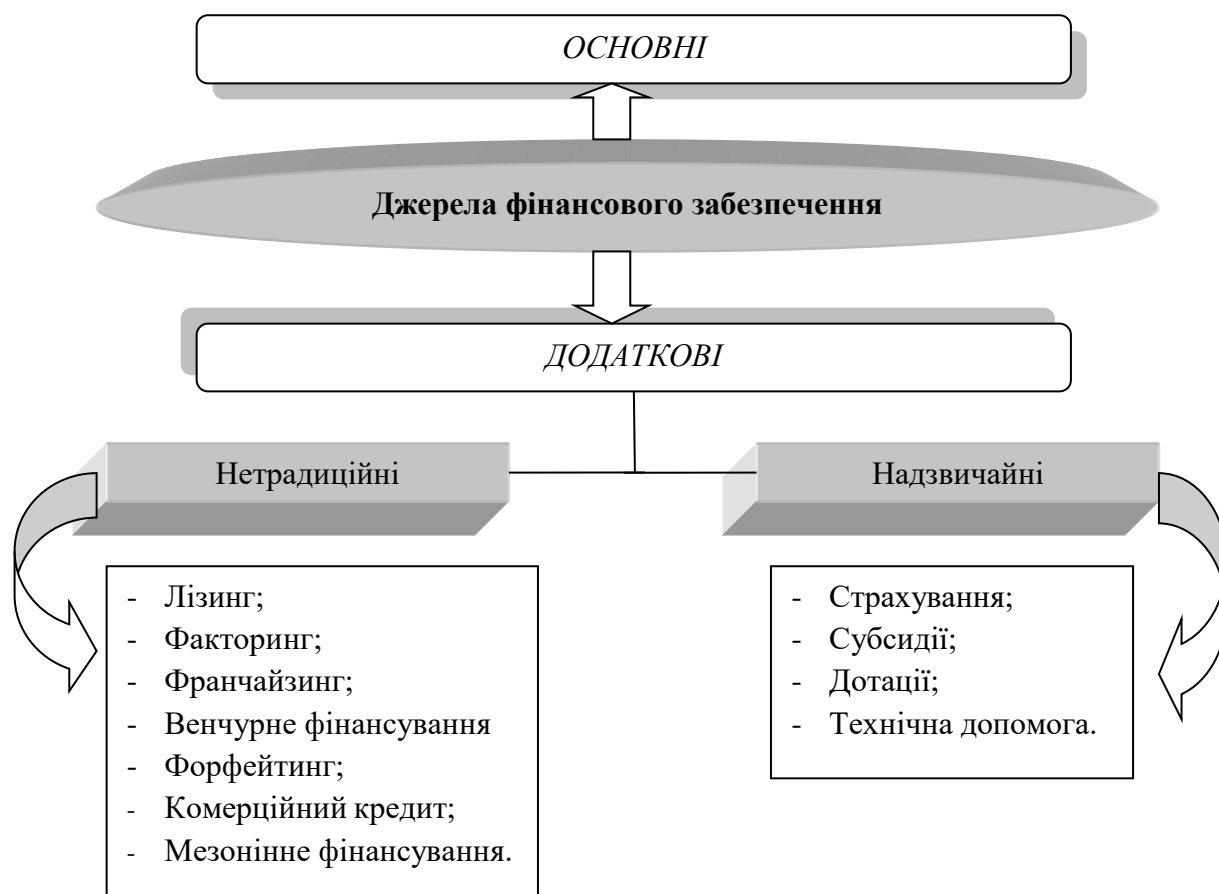 ОСНОВНІ
Джерела фінансового забезпечення
ДОДАТКОВІ
Нетрадиційні
Надзвичайні
- Лізинг;
- Факторинг;
- Франчайзинг;
- Венчурне фінансування
- Форфейтинг;
- Комерційний кредит;
- Мезонінне фінансування.
- Страхування;
- Субсидії;
- Дотації;
- Технічна допомога.